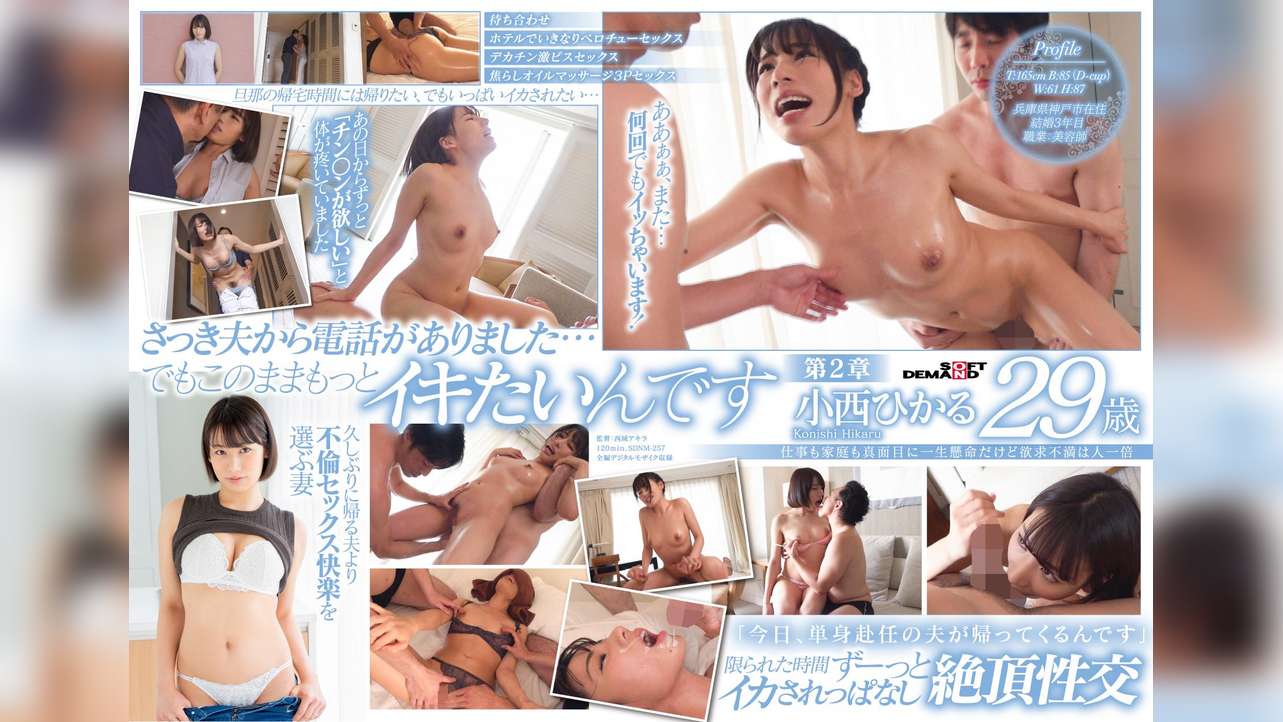 待ち合わせ
ホテルでいきなりベロチューセックス
デカチン激ピスセックス
焦らしオイルマッサージ3Pセックス
旦那の帰宅時間には帰りたい、でもいっぱいイカされたい…
あの日からずっと
「チン〇ンが欲しい」と
体が疼いていました
ああぁぁ、また…
何回でもイッちゃいます!
Profile
T:165cm B:85 (D-cup)
W:61 H:87
兵庫県神戸市在住
結婚3年目
職業:美容師
さっき夫から電話がありました…
でもこのままもっと
イキたいんです
第2章
SOFT
ON
DEMAND
小西ひかる
Konishi Hikaru
29歳
仕事も家庭も真面目に一生懸命だけど欲求不満は人一倍
久しぶりに帰る夫より
不倫セックス快楽を
選ぶ妻
監督:西城アキラ
120min. SDNM-257
全編デジタルモザイク収録
「今日、単身赴任の夫が帰ってくるんです」
限られた時間ずーっと
イカされっぱなし
絶頂性交